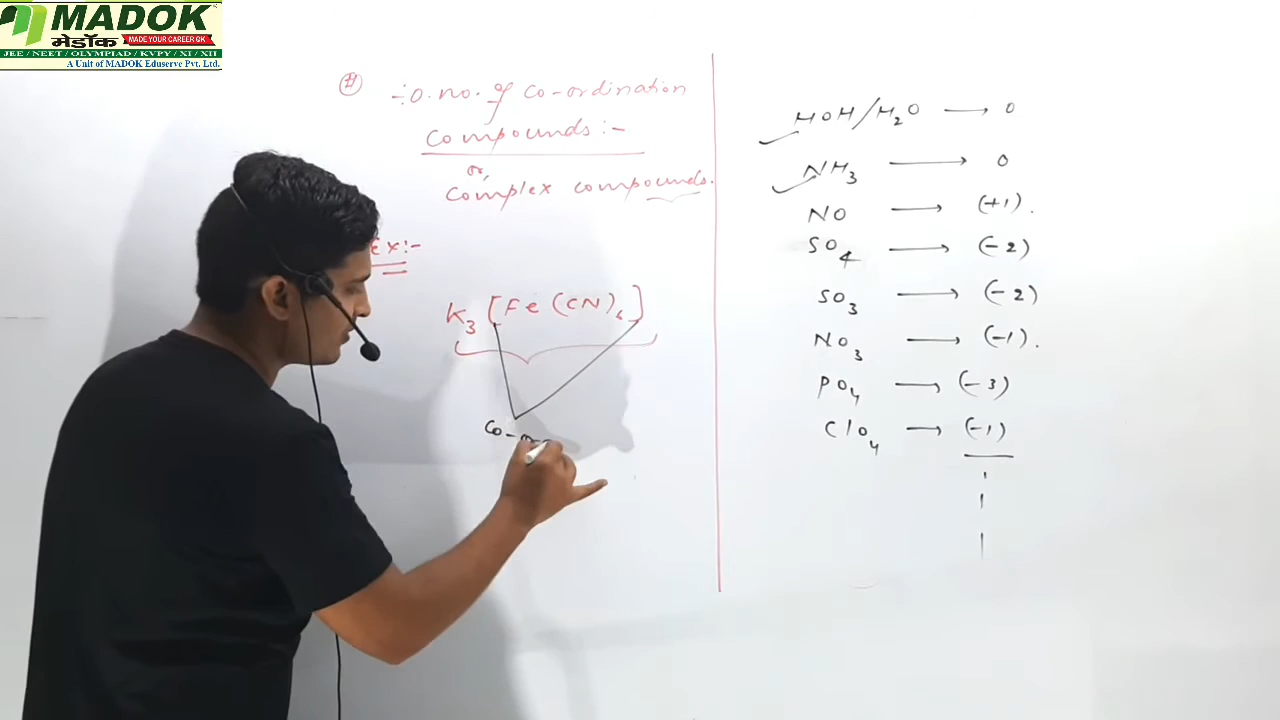 MADOK
मेडॉक MADE YOUR CAREER GK
JEE / NEET / OLYMPIAD / KVPY / XI / XII
A Unit of MADOK Eduserve Pvt. Ltd.
# ÷ O. no. of Co-ordination
Compounds :-
or,
Complex compounds.
Ex:-
K3 [Fe (CN)6]
Co-or
HOH/H2O → 0
NH3 → 0
NO → (+1).
SO4 → (-2)
SO3 → (-2)
NO3 → (-1).
PO4 → (-3)
ClO4 → (-1)